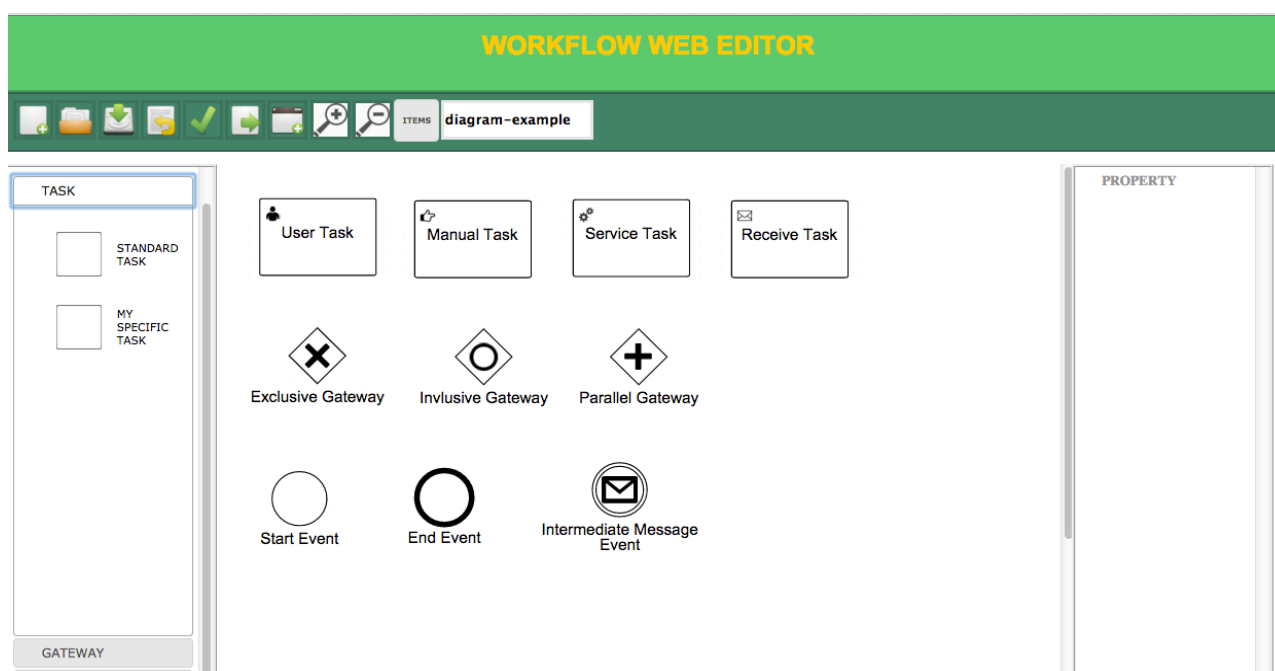 WORKFLOW WEB EDITOR
ITEMS
diagram-example
TASK
STANDARD
TASK
MY
SPECIFIC
TASK
GATEWAY
User Task
Manual Task
Service Task
Receive Task
Exclusive Gateway
Invlusive Gateway
Parallel Gateway
Start Event
End Event
Intermediate Message
Event
PROPERTY